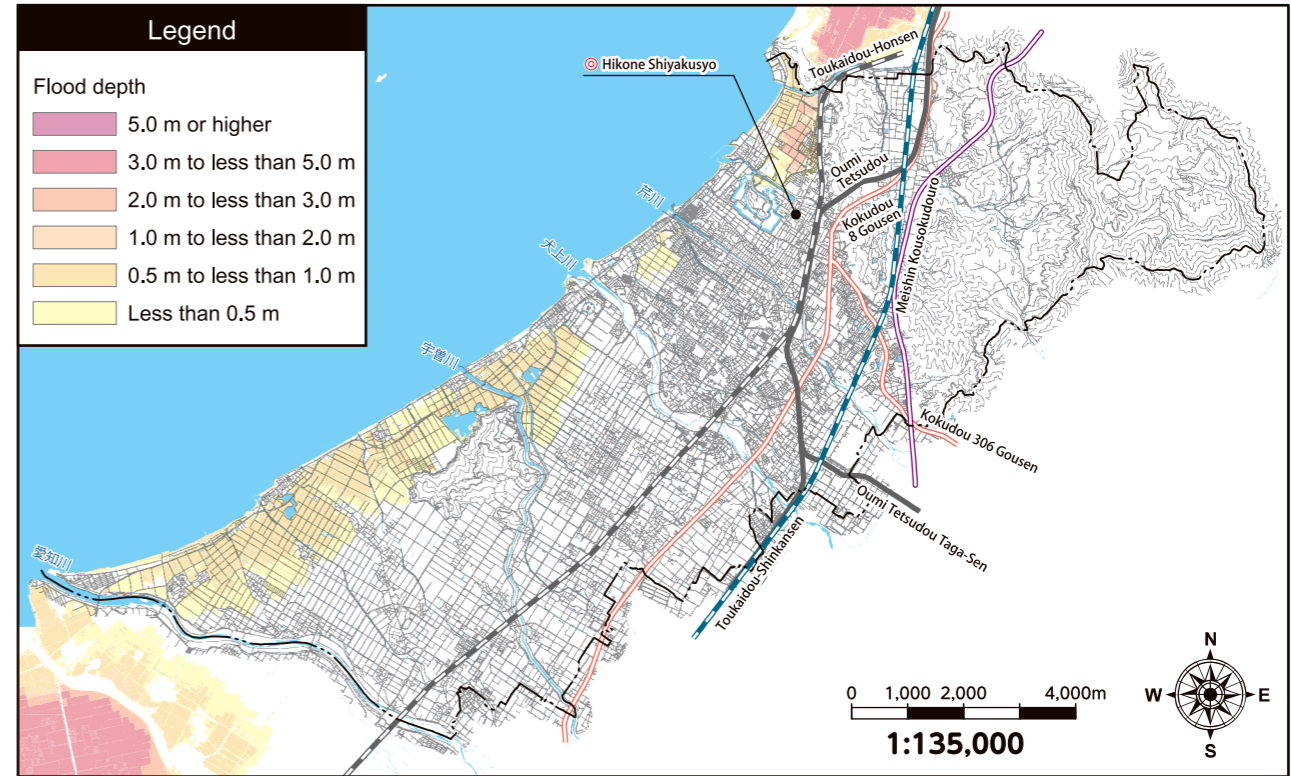 Legend
Flood depth
5.0 m or higher
3.0 m to less than 5.0 m
2.0 m to less than 3.0 m
1.0 m to less than 2.0 m
0.5 m to less than 1.0 m
Less than 0.5 m
◎ Hikone Shiyakusyo
Toukaidou-Honsen
Oumi
Tetsudou
Kokudou
8 Gousen
Meishin Kousokudouro
芹川
犬上川
宇曽川
愛知川
Kokudou 306 Gousen
Oumi Tetsudou Taga-Sen
Toukaidou-Shinkansen
0 1,000 2,000 4,000m
1:135,000
N
W E
S